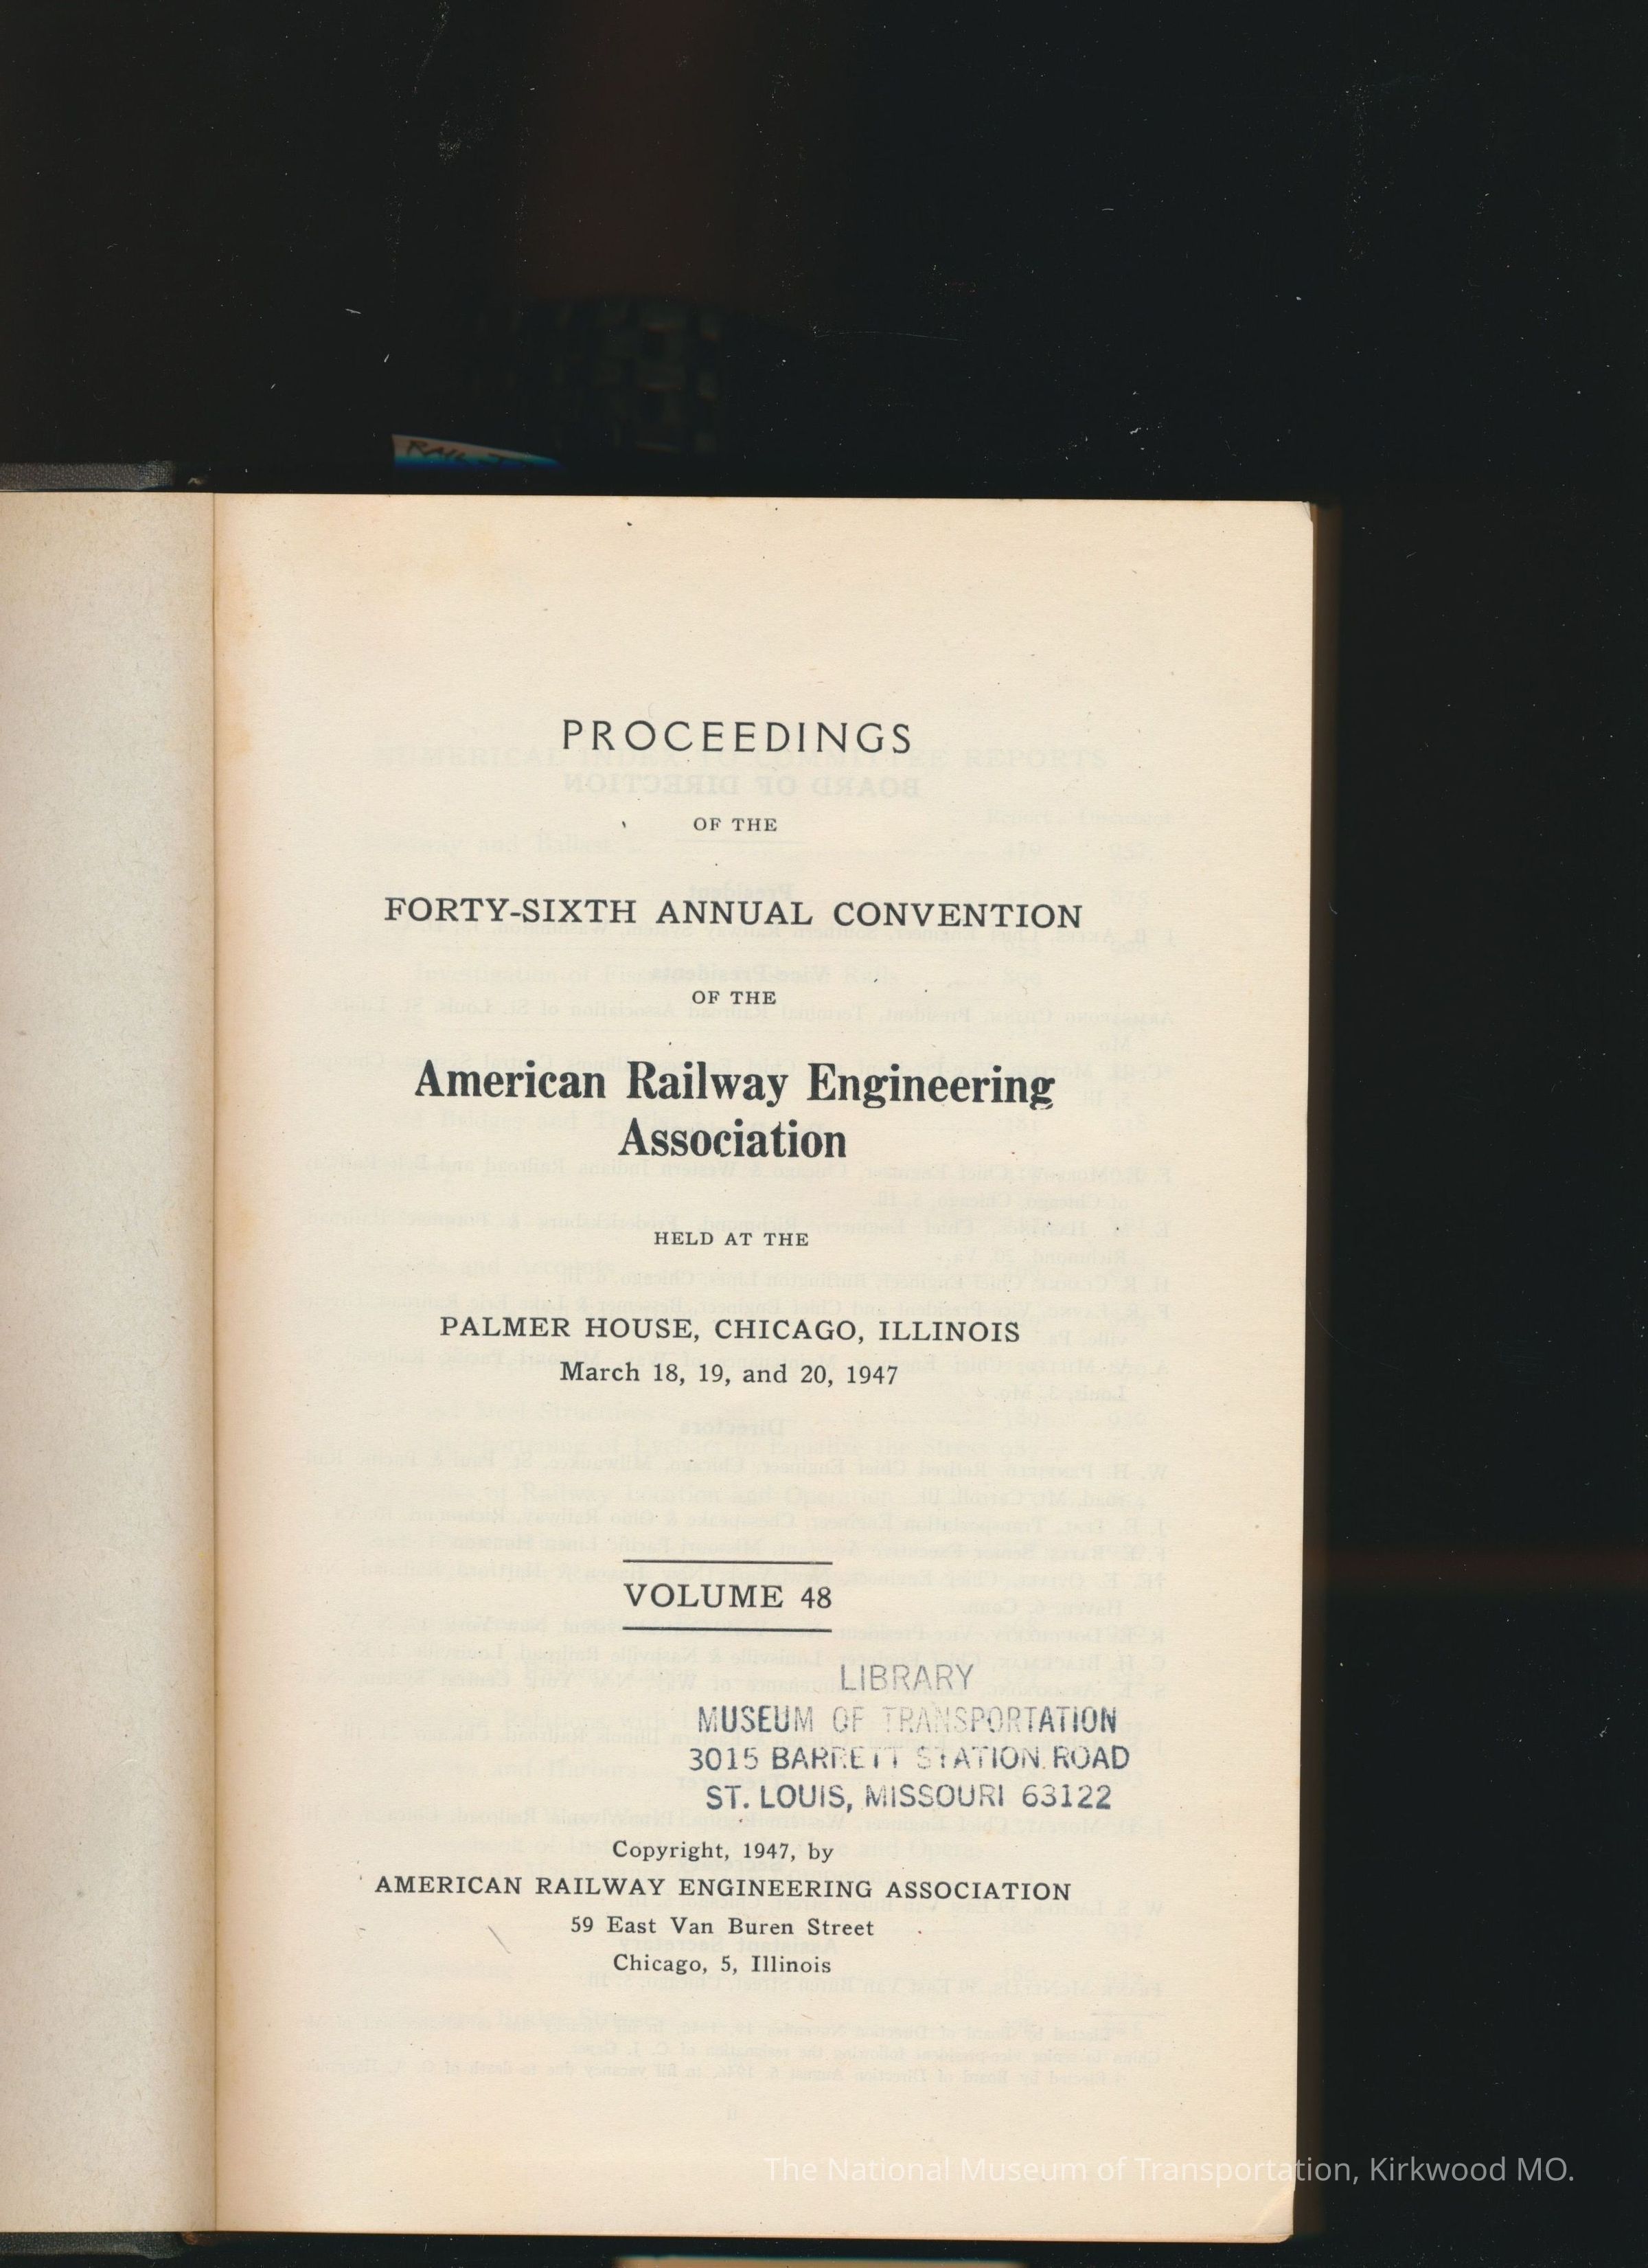 RAIL
PROCEEDINGS
OF THE
FORTY-SIXTH ANNUAL CONVENTION
OF THE
American Railway Engineering
Association
HELD AT THE
PALMER HOUSE, CHICAGO, ILLINOIS
March 18, 19, and 20, 1947
VOLUME 48
LIBRARY
MUSEUM OF TRANSPORTATION
3015 BARRETT STATION ROAD
ST. LOUIS, MISSOURI 63122
Copyright, 1947, by
AMERICAN RAILWAY ENGINEERING ASSOCIATION
59 East Van Buren Street
Chicago, 5, Illinois
The National Museum of Transportation, Kirkwood MO.